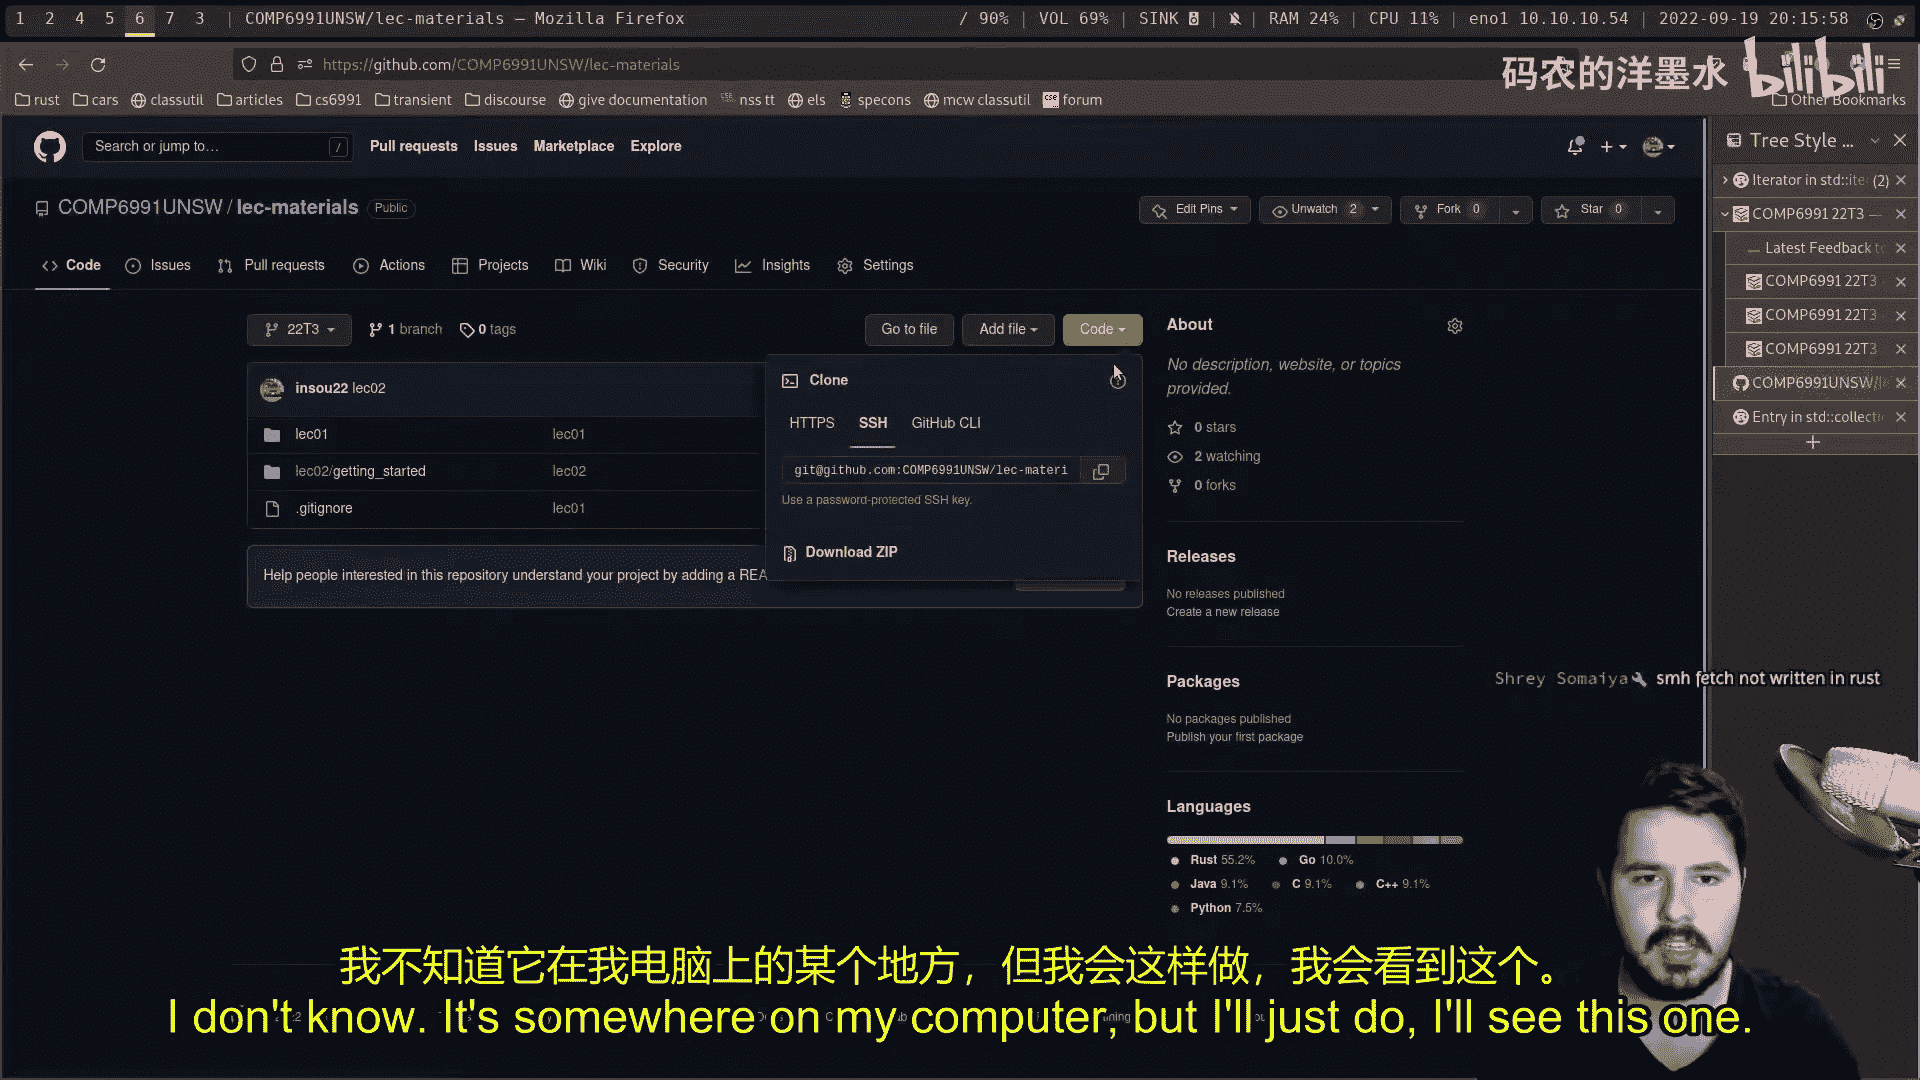 1 2 4 5 6 7 3 | COMP6991UNSW/lec-materials — Mozilla Firefox
/ 90% | VOL 69% | SINK | | RAM 24% | CPU 11% | eno1 10.10.10.54 | 2022-09-19 20:15:58
https://github.com/COMP6991UNSW/lec-materials
码农的洋墨水 bilibili
rust cars classutil articles cs6991 transient discourse give documentation nss tt els specons mcw classutil forum Other Bookmarks
Search or jump to… / Pull requests Issues Marketplace Explore
Tree Style ...
COMP6991UNSW / lec-materials Public
Edit Pins Unwatch 2 Fork 0 Star 0
Code Issues Pull requests Actions Projects Wiki Security Insights Settings
22T3 1 branch 0 tags Go to file Add file Code
insou22 lec02
lec01 lec01
lec02/getting_started lec02
.gitignore lec01
Help people interested in this repository understand your project by adding a REA
Clone
HTTPS SSH GitHub CLI
git@github.com:COMP6991UNSW/lec-materi
Use a password-protected SSH key.
Download ZIP
About
No description, website, or topics
provided.
0 stars
2 watching
0 forks
Releases
No releases published
Create a new release
Packages
No packages published
Publish your first package
Languages
Rust 55.2% Go 10.0%
Java 9.1% C 9.1% C++ 9.1%
Python 7.5%
Iterator in std::ite (2)
COMP6991 22T3 —
Latest Feedback to
COMP6991 22T3
COMP6991 22T3
COMP6991 22T3
COMP6991UNSW/l
Entry in std::collecti
Shrey Somaiya smh fetch not written in rust
我不知道它在我电脑上的某个地方，但我会这样做，我会看到这个。
I don't know. It's somewhere on my computer, but I'll just do, I'll see this one.